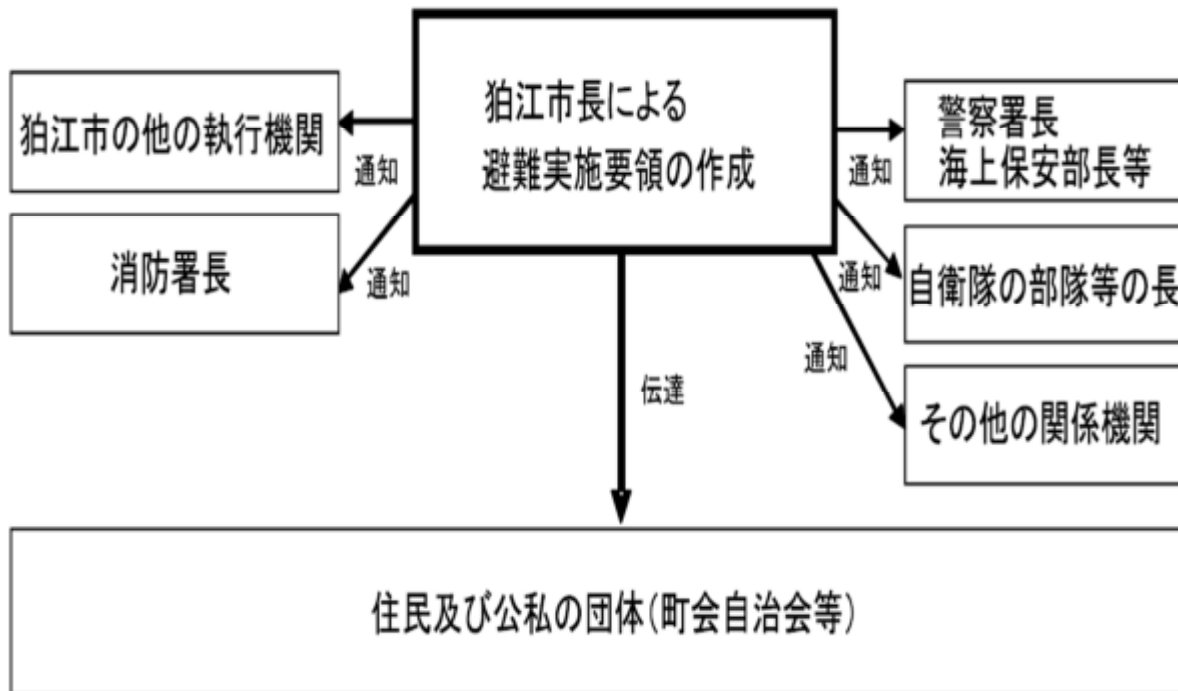 狛江市長による
避難実施要領の作成
狛江市の他の執行機関
通知
消防署長
通知
警察署長
海上保安部長等
通知
自衛隊の部隊等の長
通知
その他の関係機関
通知
伝達
住民及び公私の団体(町会自治会等)